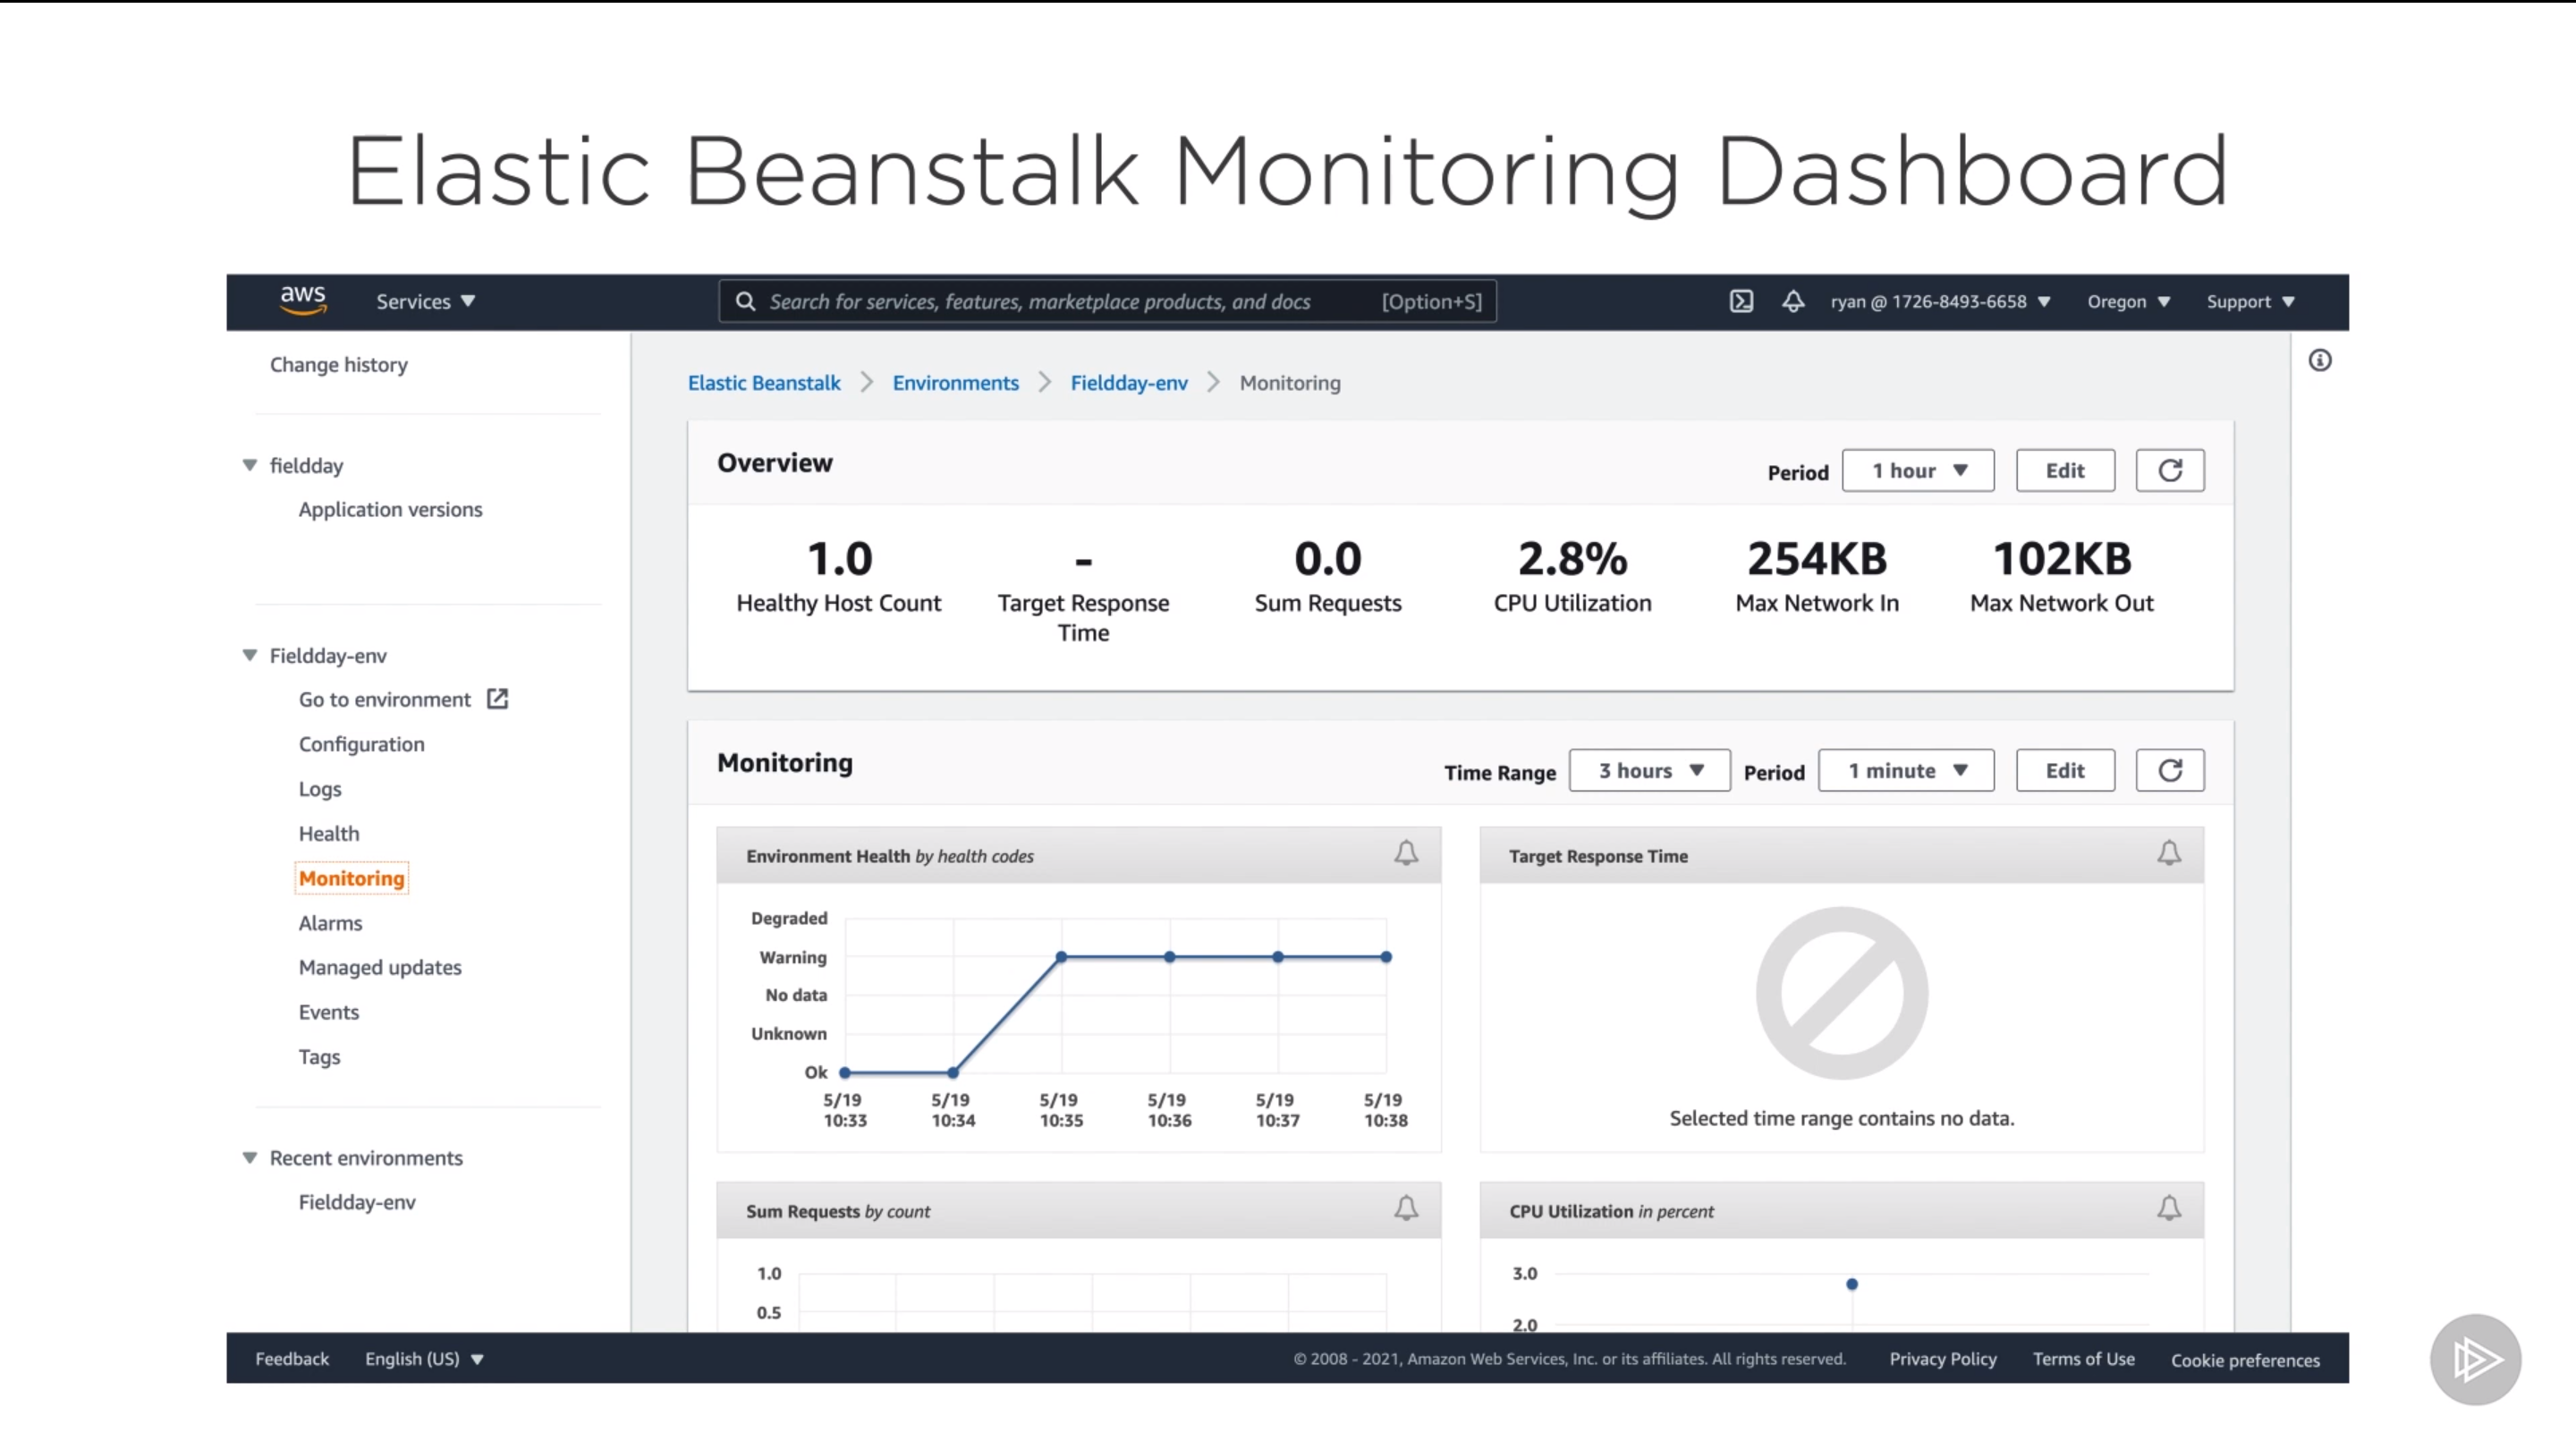 Elastic Beanstalk Monitoring Dashboard
aws Services Search for services, features, marketplace products, and docs [Option+S] ryan @ 1726-8493-6658 Oregon Support
Change history
fieldday
Application versions
Fieldday-env
Go to environment
Configuration
Logs
Health
Monitoring
Alarms
Managed updates
Events
Tags
Recent environments
Fieldday-env
Elastic Beanstalk Environments Fieldday-env Monitoring
Overview
Period 1 hour Edit
1.0 - 0.0 2.8% 254KB 102KB
Healthy Host Count Target Response Sum Requests CPU Utilization Max Network In Max Network Out
Time
Monitoring
Time Range 3 hours Period 1 minute Edit
Environment Health by health codes
Degraded
Warning
No data
Unknown
Ok
5/19 5/19 5/19 5/19 5/19 5/19
10:33 10:34 10:35 10:36 10:37 10:38
Target Response Time
Selected time range contains no data.
Sum Requests by count
1.0
0.5
CPU Utilization in percent
3.0
2.0
Feedback English (US) © 2008 - 2021, Amazon Web Services, Inc. or its affiliates. All rights reserved. Privacy Policy Terms of Use Cookie preferences